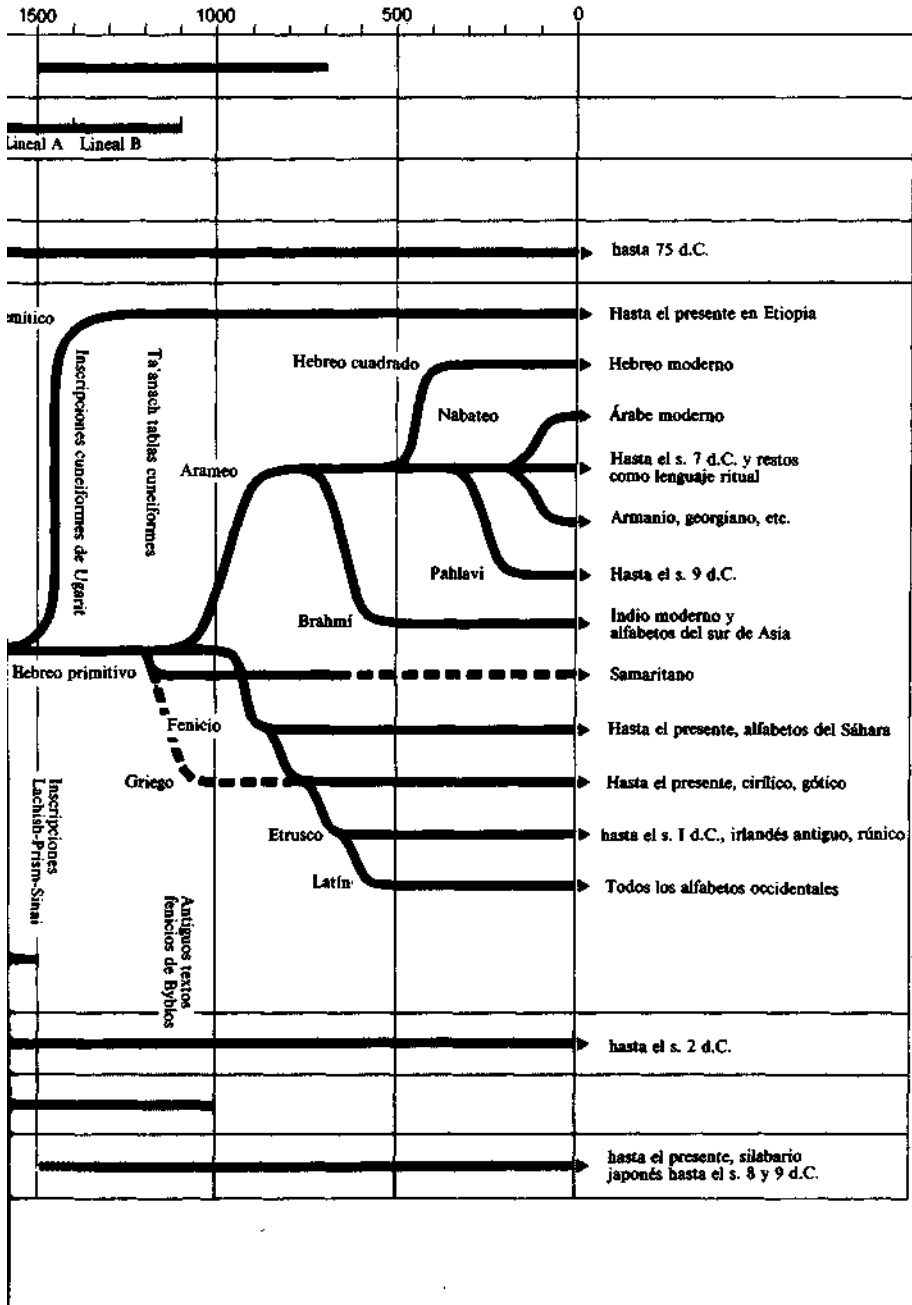 1500 1000 500 0
Lineal A Lineal B
hasta 75 d.C.
emítico
Hasta el presente en Etiopía
Inscripciones cuneiformes de Ugarit
Ta'anach tablas cuneiformes
Hebreo cuadrado
Hebreo moderno
Nabateo
Árabe moderno
Arameo
Hasta el s. 7 d.C. y restos
como lenguaje ritual
Armanio, georgiano, etc.
Pahlavi
Hasta el s. 9 d.C.
Brahmí
Indio moderno y
alfabetos del sur de Asia
Hebreo primitivo
Samaritano
Fenicio
Hasta el presente, alfabetos del Sáhara
Griego
Hasta el presente, cirílico, gótico
Inscripciones
Lachish-Prism-Sinai
Etrusco
hasta el s. I d.C., irlandés antiguo, rúnico
Latín
Todos los alfabetos occidentales
Antiguos textos
fenicios de Byblos
hasta el s. 2 d.C.
hasta el presente, silabario
japonés hasta el s. 8 y 9 d.C.